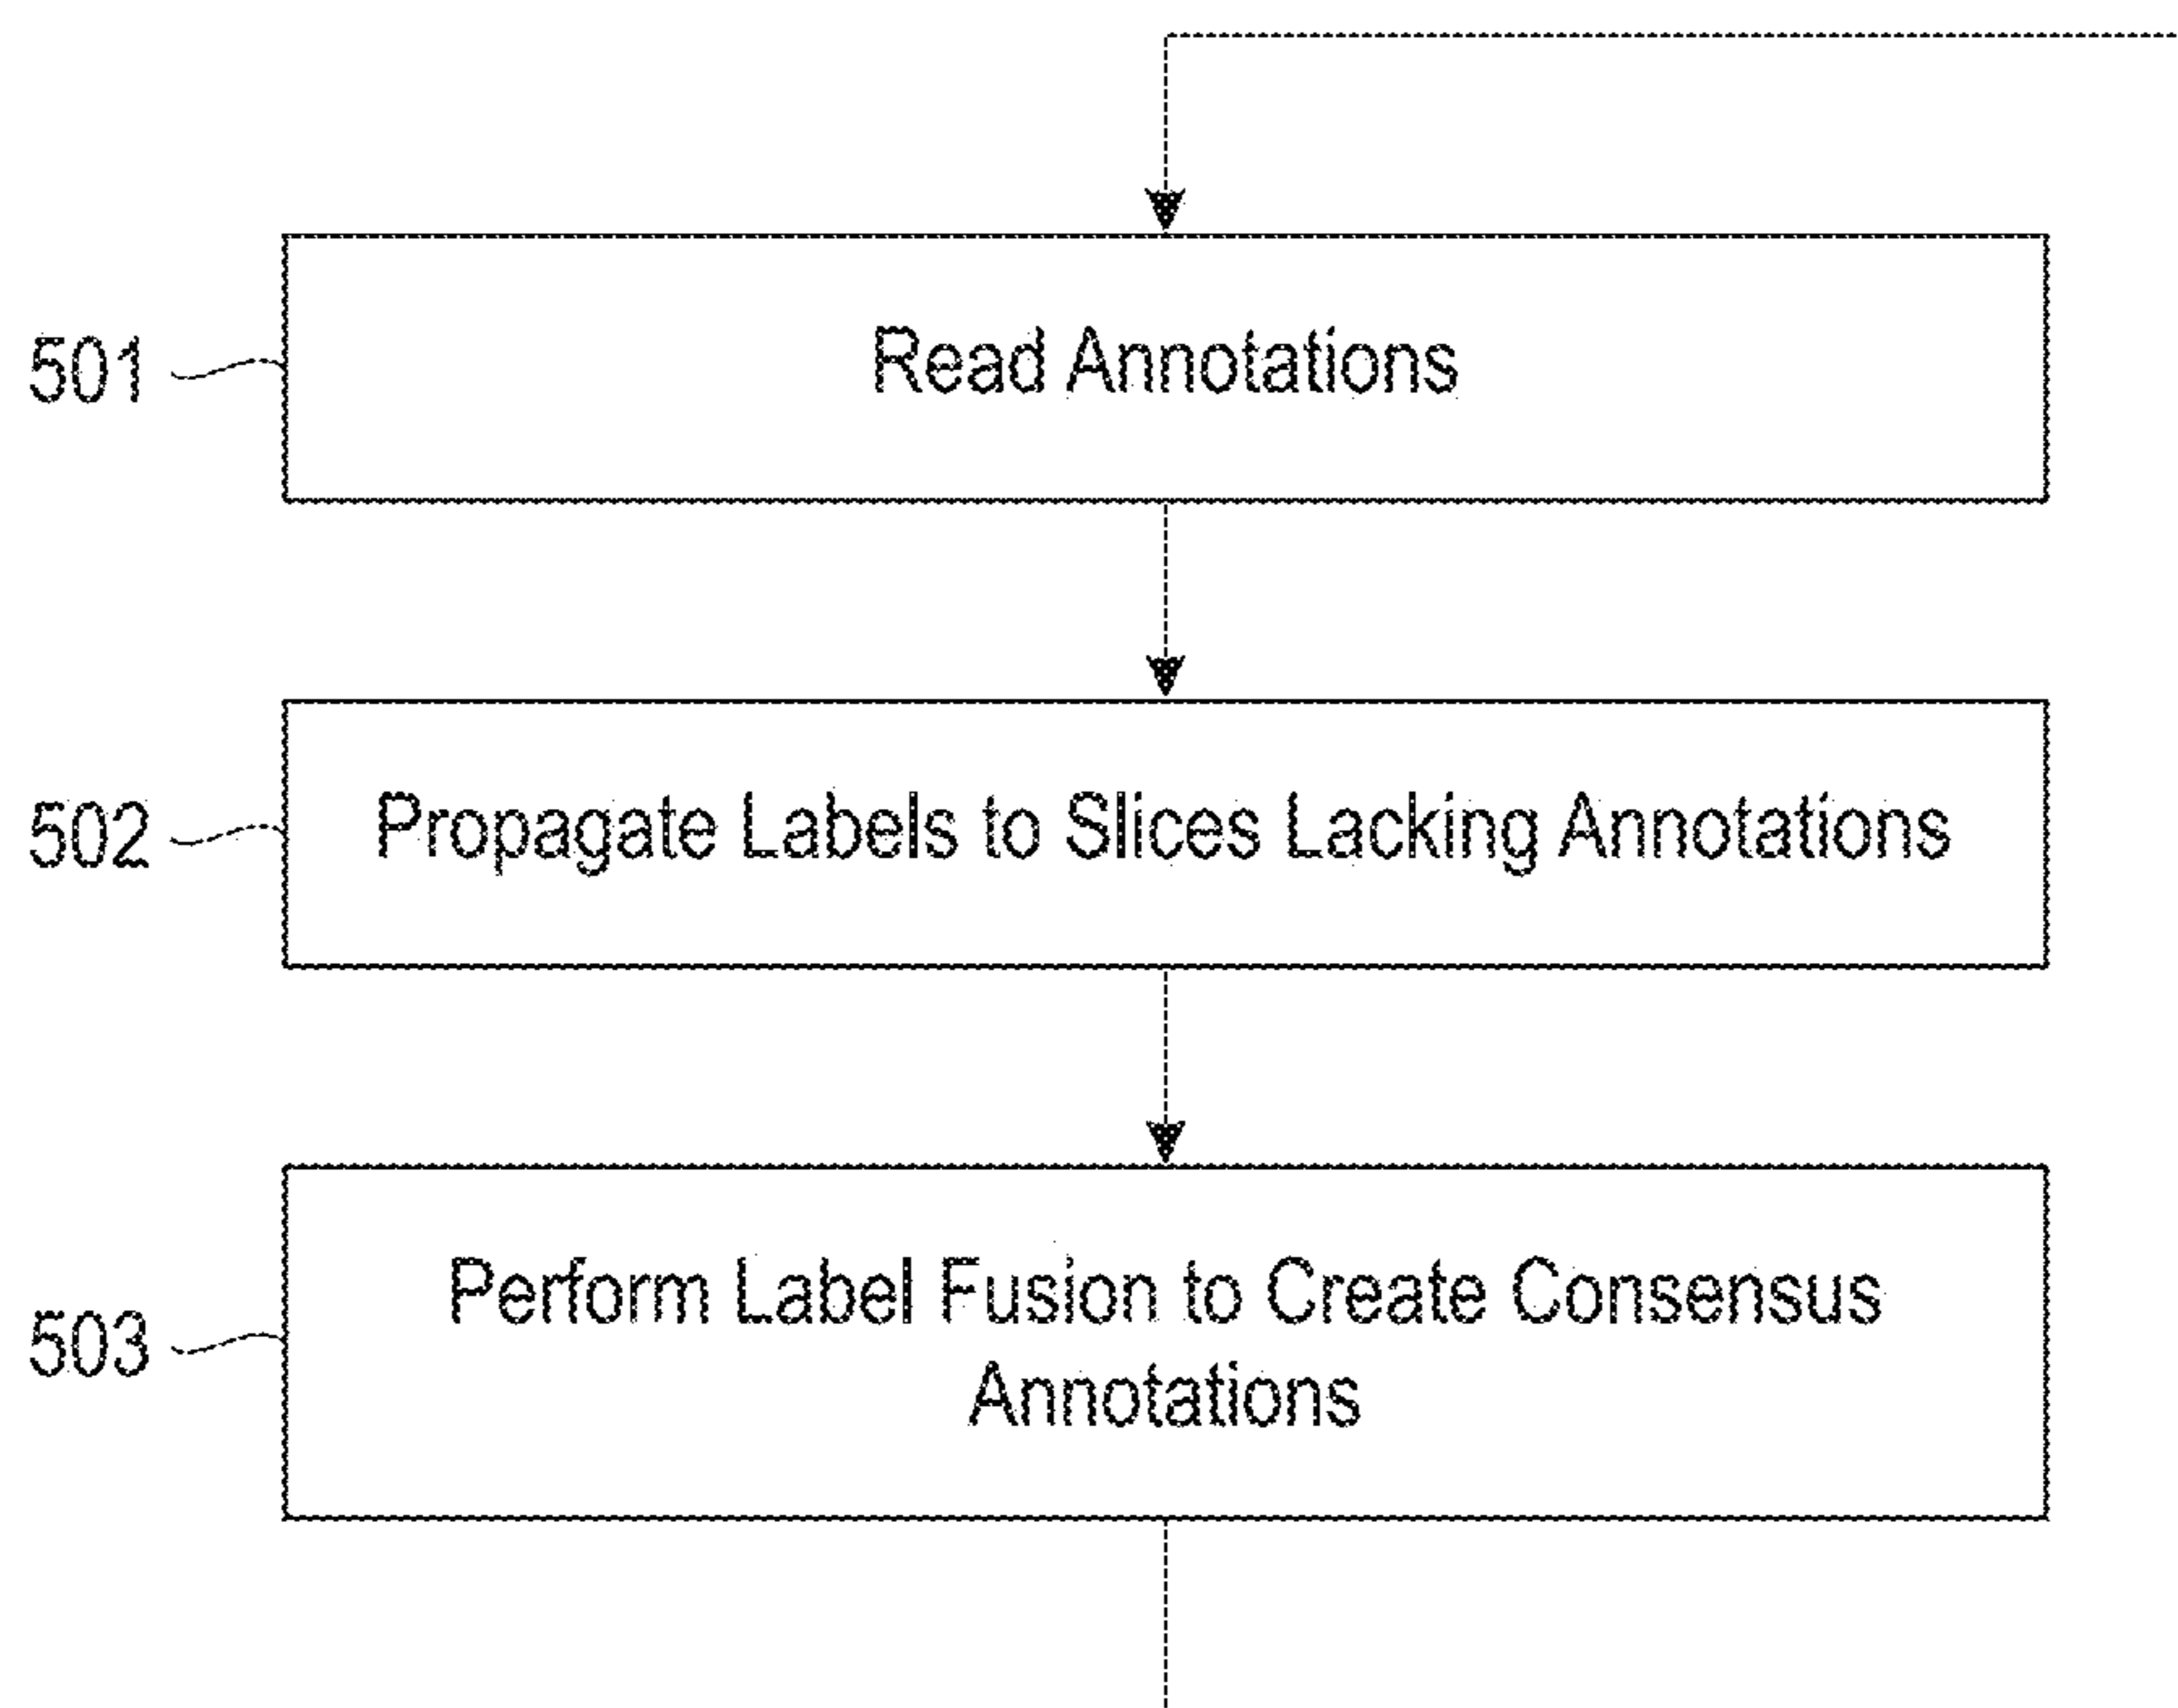 501
Read Annotations
502
Propagate Labels to Slices Lacking Annotations
503
Perform Label Fusion to Create Consensus
Annotations